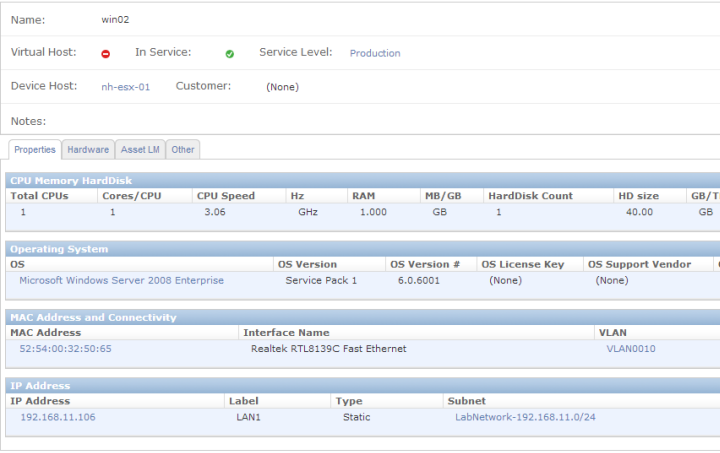 Name: win02
Virtual Host: In Service: Service Level: Production
Device Host: nh-esx-01 Customer: (None)
Notes:
Properties Hardware Asset LM Other
CPU Memory HardDisk
Total CPUs Cores/CPU CPU Speed Hz RAM MB/GB HardDisk Count HD size GB/T
1 1 3.06 GHz 1.000 GB 1 40.00 GB
Operating System
OS OS Version OS Version # OS License Key OS Support Vendor
Microsoft Windows Server 2008 Enterprise Service Pack 1 6.0.6001 (None) (None)
MAC Address and Connectivity
MAC Address Interface Name VLAN
52:54:00:32:50:65 Realtek RTL8139C Fast Ethernet VLAN0010
IP Address
IP Address Label Type Subnet
192.168.11.106 LAN1 Static LabNetwork-192.168.11.0/24